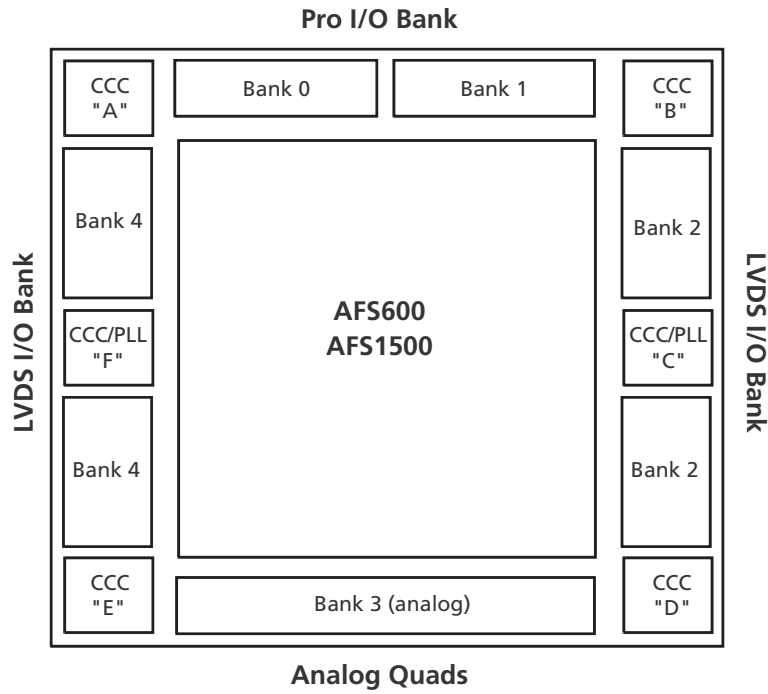 Pro I/O Bank
CCC
"A"
Bank 0
Bank 1
CCC
"B"
Bank 4
Bank 2
LVDS I/O Bank
AFS600
AFS1500
LVDS I/O Bank
CCC/PLL
"F"
CCC/PLL
"C"
Bank 4
Bank 2
CCC
"E"
Bank 3 (analog)
CCC
"D"
Analog Quads